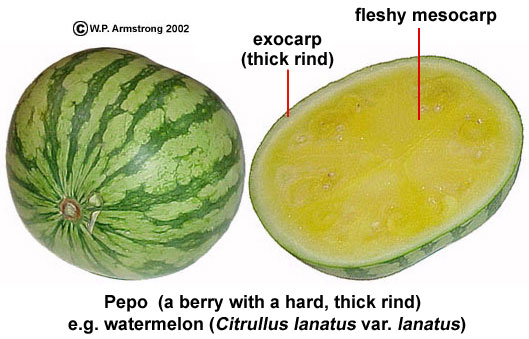 ©W.P. Armstrong 2002
fleshy mesocarp
exocarp
(thick rind)
Pepo (a berry with a hard, thick rind)
e.g. watermelon (Citrullus lanatus var. lanatus)